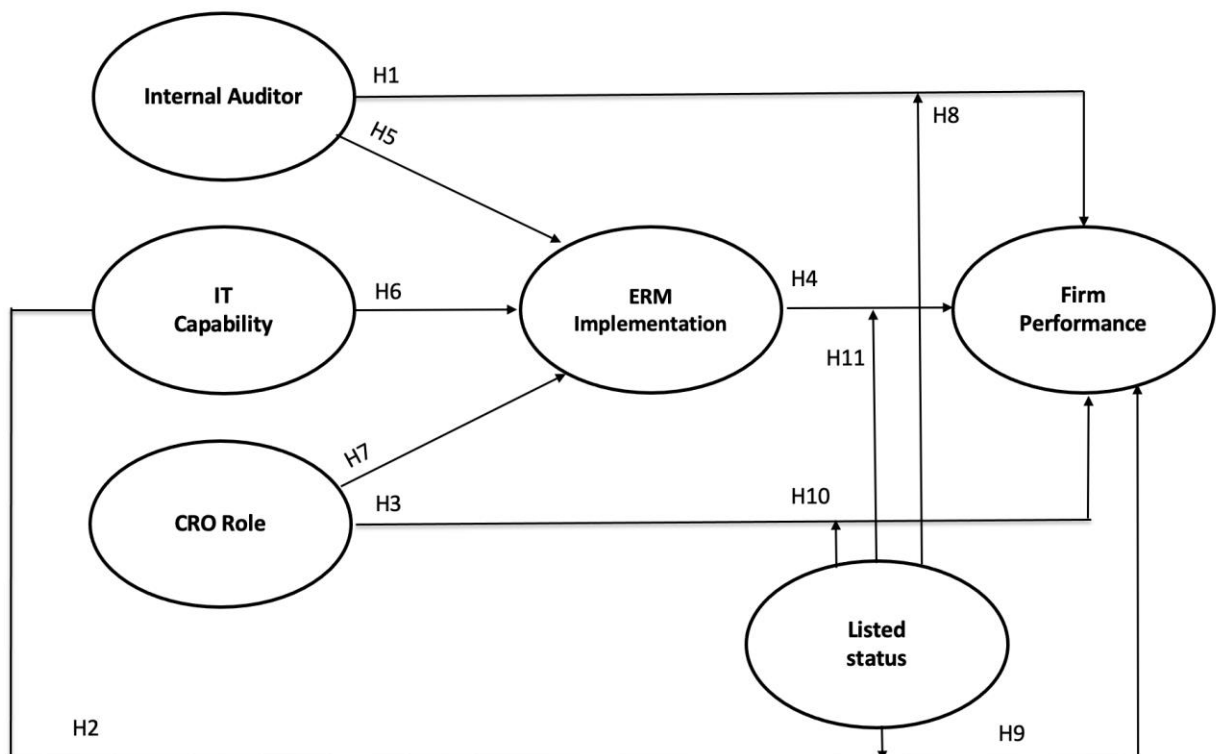 H1
Internal Auditor
H5
H8
IT
Capability
H6
ERM
Implementation
H4
Firm
Performance
H11
H7
CRO Role
H3
H10
Listed
status
H2
H9